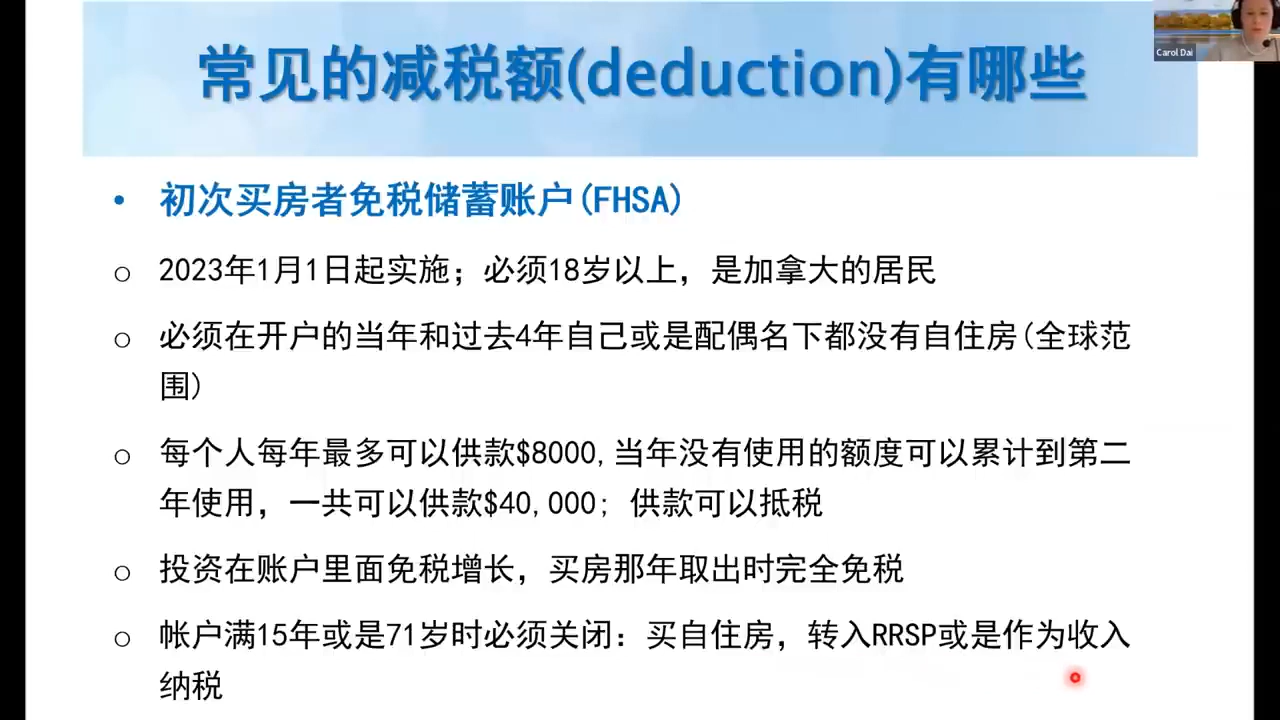 常见的减税额(deduction)有哪些
Carol Dai
• 初次买房者免税储蓄账户(FHSA)
○ 2023年1月1日起实施；必须18岁以上，是加拿大的居民
○ 必须在开户的当年和过去4年自己或是配偶名下都没有自住房(全球范
围)
○ 每个人每年最多可以供款$8000,当年没有使用的额度可以累计到第二
年使用，一共可以供款$40,000; 供款可以抵税
○ 投资在账户里面免税增长，买房那年取出时完全免税
○ 帐户满15年或是71岁时必须关闭：买自住房，转入RRSP或是作为收入
纳税